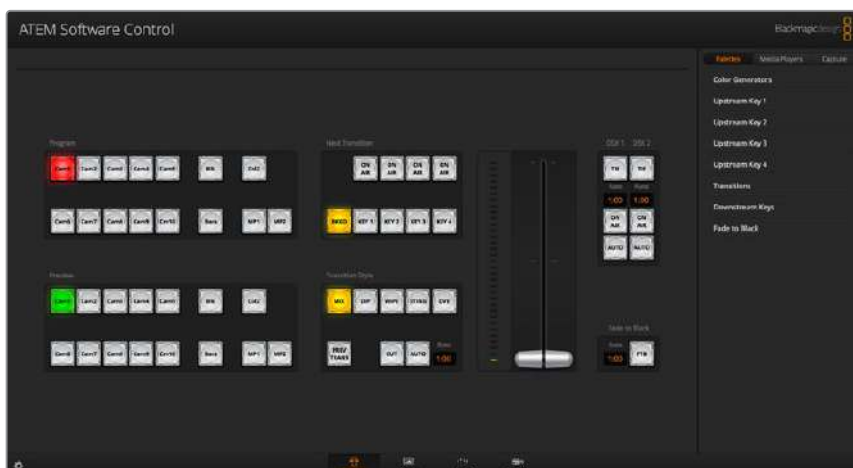 ATEM Software Control
Blackmagicdesign
Palettes Media Players Capture
Color Generators
Upstream Key 1
Upstream Key 2
Upstream Key 3
Upstream Key 4
Transitions
Downstream Keys
Fade to Black
Program
Cam1 Cam2 Cam3 Cam4 Cam5 Blk Col2
Cam6 Cam7 Cam8 Cam9 Cm10 Bars MP1 MP2
Next Transition
ON AIR ON AIR ON AIR ON AIR
BKGD KEY 1 KEY 2 KEY 3 KEY 4
DSK 1 DSK 2
TIE TIE
Rate Rate
1:00 1:00
ON AIR ON AIR
AUTO AUTO
Preview
Cam1 Cam2 Cam3 Cam4 Cam5 Blk Col2
Cam6 Cam7 Cam8 Cam9 Cm10 Bars MP1 MP2
Transition Style
MIX DIP WIPE STING DVE
PREV TRANS CUT AUTO
Rate
1:00
Fade to Black
Rate
1:00 FTB